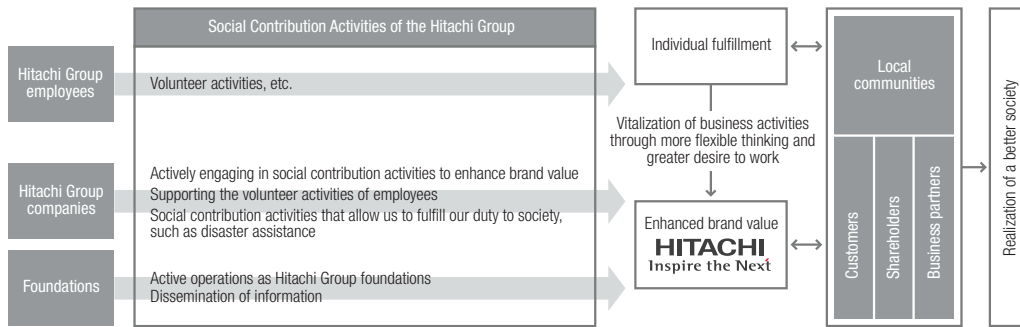 Social Contribution Activities of the Hitachi Group
Hitachi Group
employees
Volunteer activities, etc.
Hitachi Group
companies
Actively engaging in social contribution activities to enhance brand value
Supporting the volunteer activities of employees
Social contribution activities that allow us to fulfill our duty to society,
such as disaster assistance
Foundations
Active operations as Hitachi Group foundations
Dissemination of information
Individual fulfillment
Vitalization of business activities
through more flexible thinking and
greater desire to work
Enhanced brand value
HITACHI
Inspire the Next
Local
communities
Customers
Shareholders
Business partners
Realization of a better society